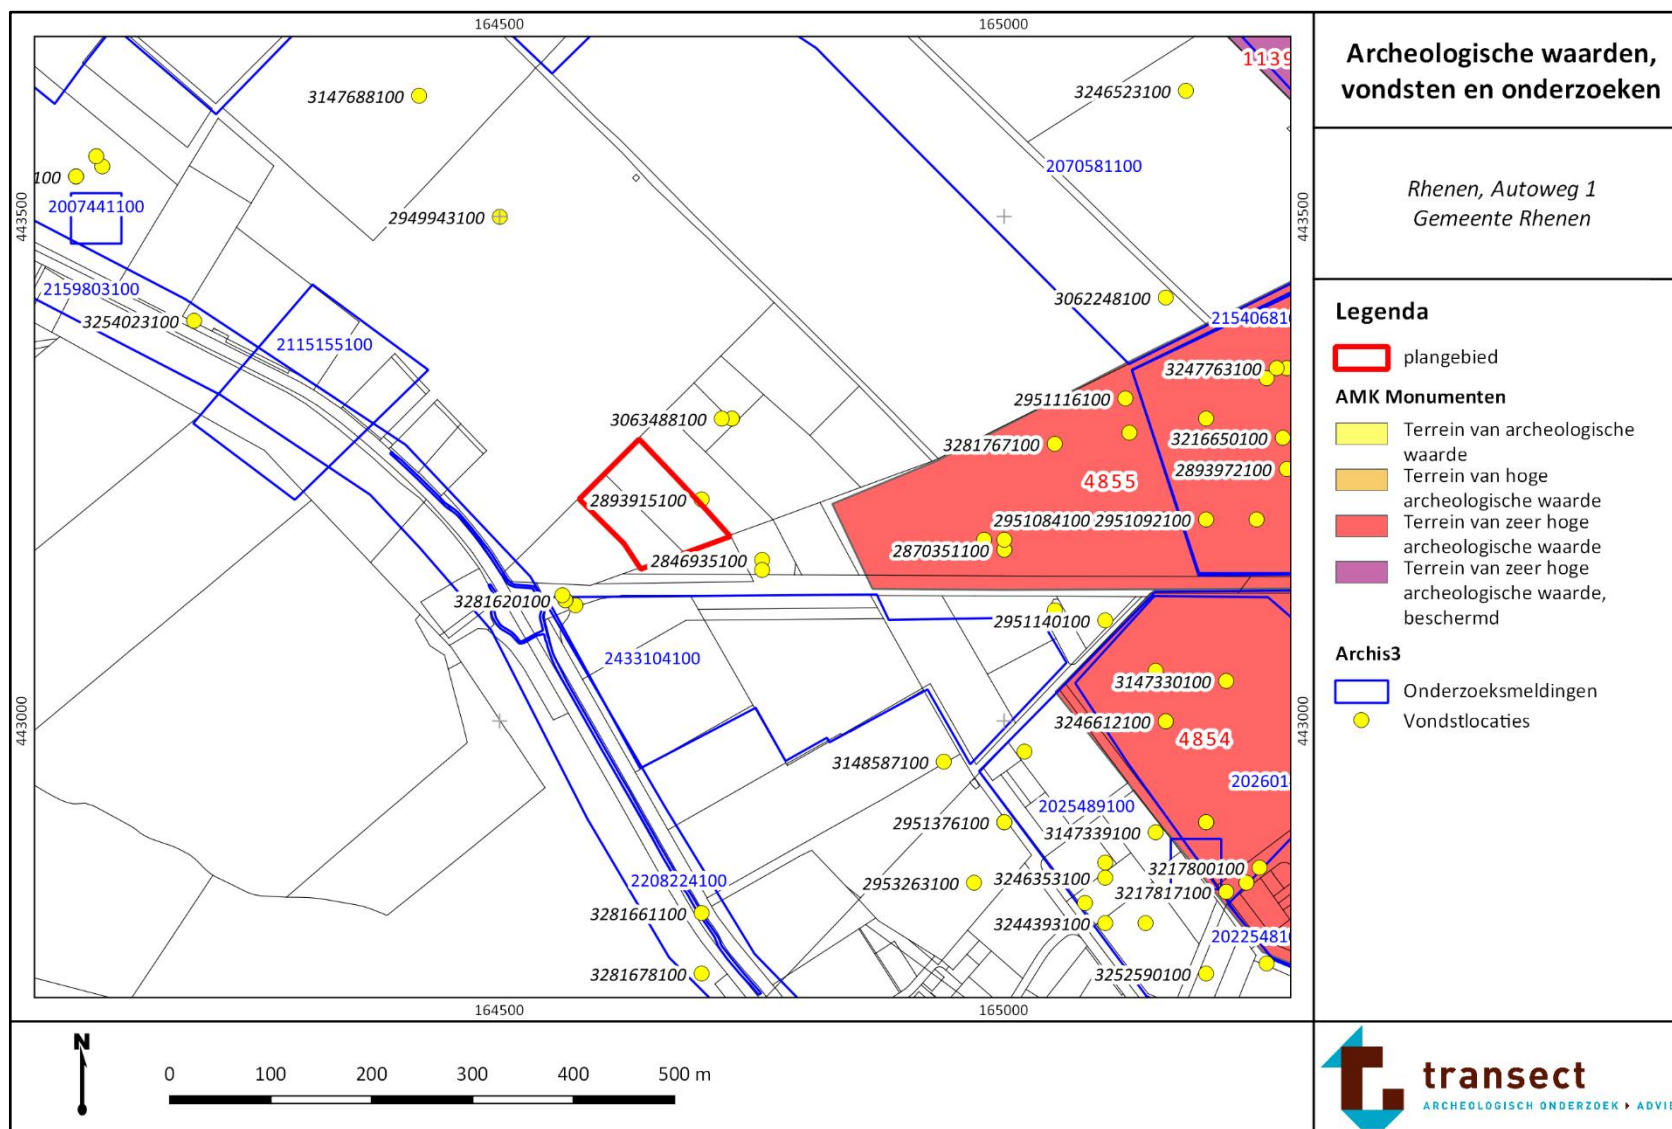 164500
165000
443500
443500
443000
443000
164500
165000
3147688100
3246523100
1139
2070581100
100
2007441100
2949943100
2159803100
3254023100
2115155100
3062248100
21540681
3247763100
2951116100
3063488100
3281767100
3216650100
2893972100
4855
2893915100
2951084100 2951092100
2870351100
2846935100
3281620100
2951140100
2433104100
3147330100
3246612100
4854
3148587100
202601
2025489100
2951376100
3147339100
3217800100
3246353100
3217817100
2953263100
2208224100
3281661100
3244393100
20225481
3281678100
3252590100
N
0 100 200 300 400 500 m
Archeologische waarden,
vondsten en onderzoeken
Rhenen, Autoweg 1
Gemeente Rhenen
Legenda
plangebied
AMK Monumenten
Terrein van archeologische
waarde
Terrein van hoge
archeologische waarde
Terrein van zeer hoge
archeologische waarde
Terrein van zeer hoge
archeologische waarde,
beschermd
Archis3
Onderzoeksmeldingen
Vondstlocaties
transect
ARCHEOLOGISCH ONDERZOEK ADVIE